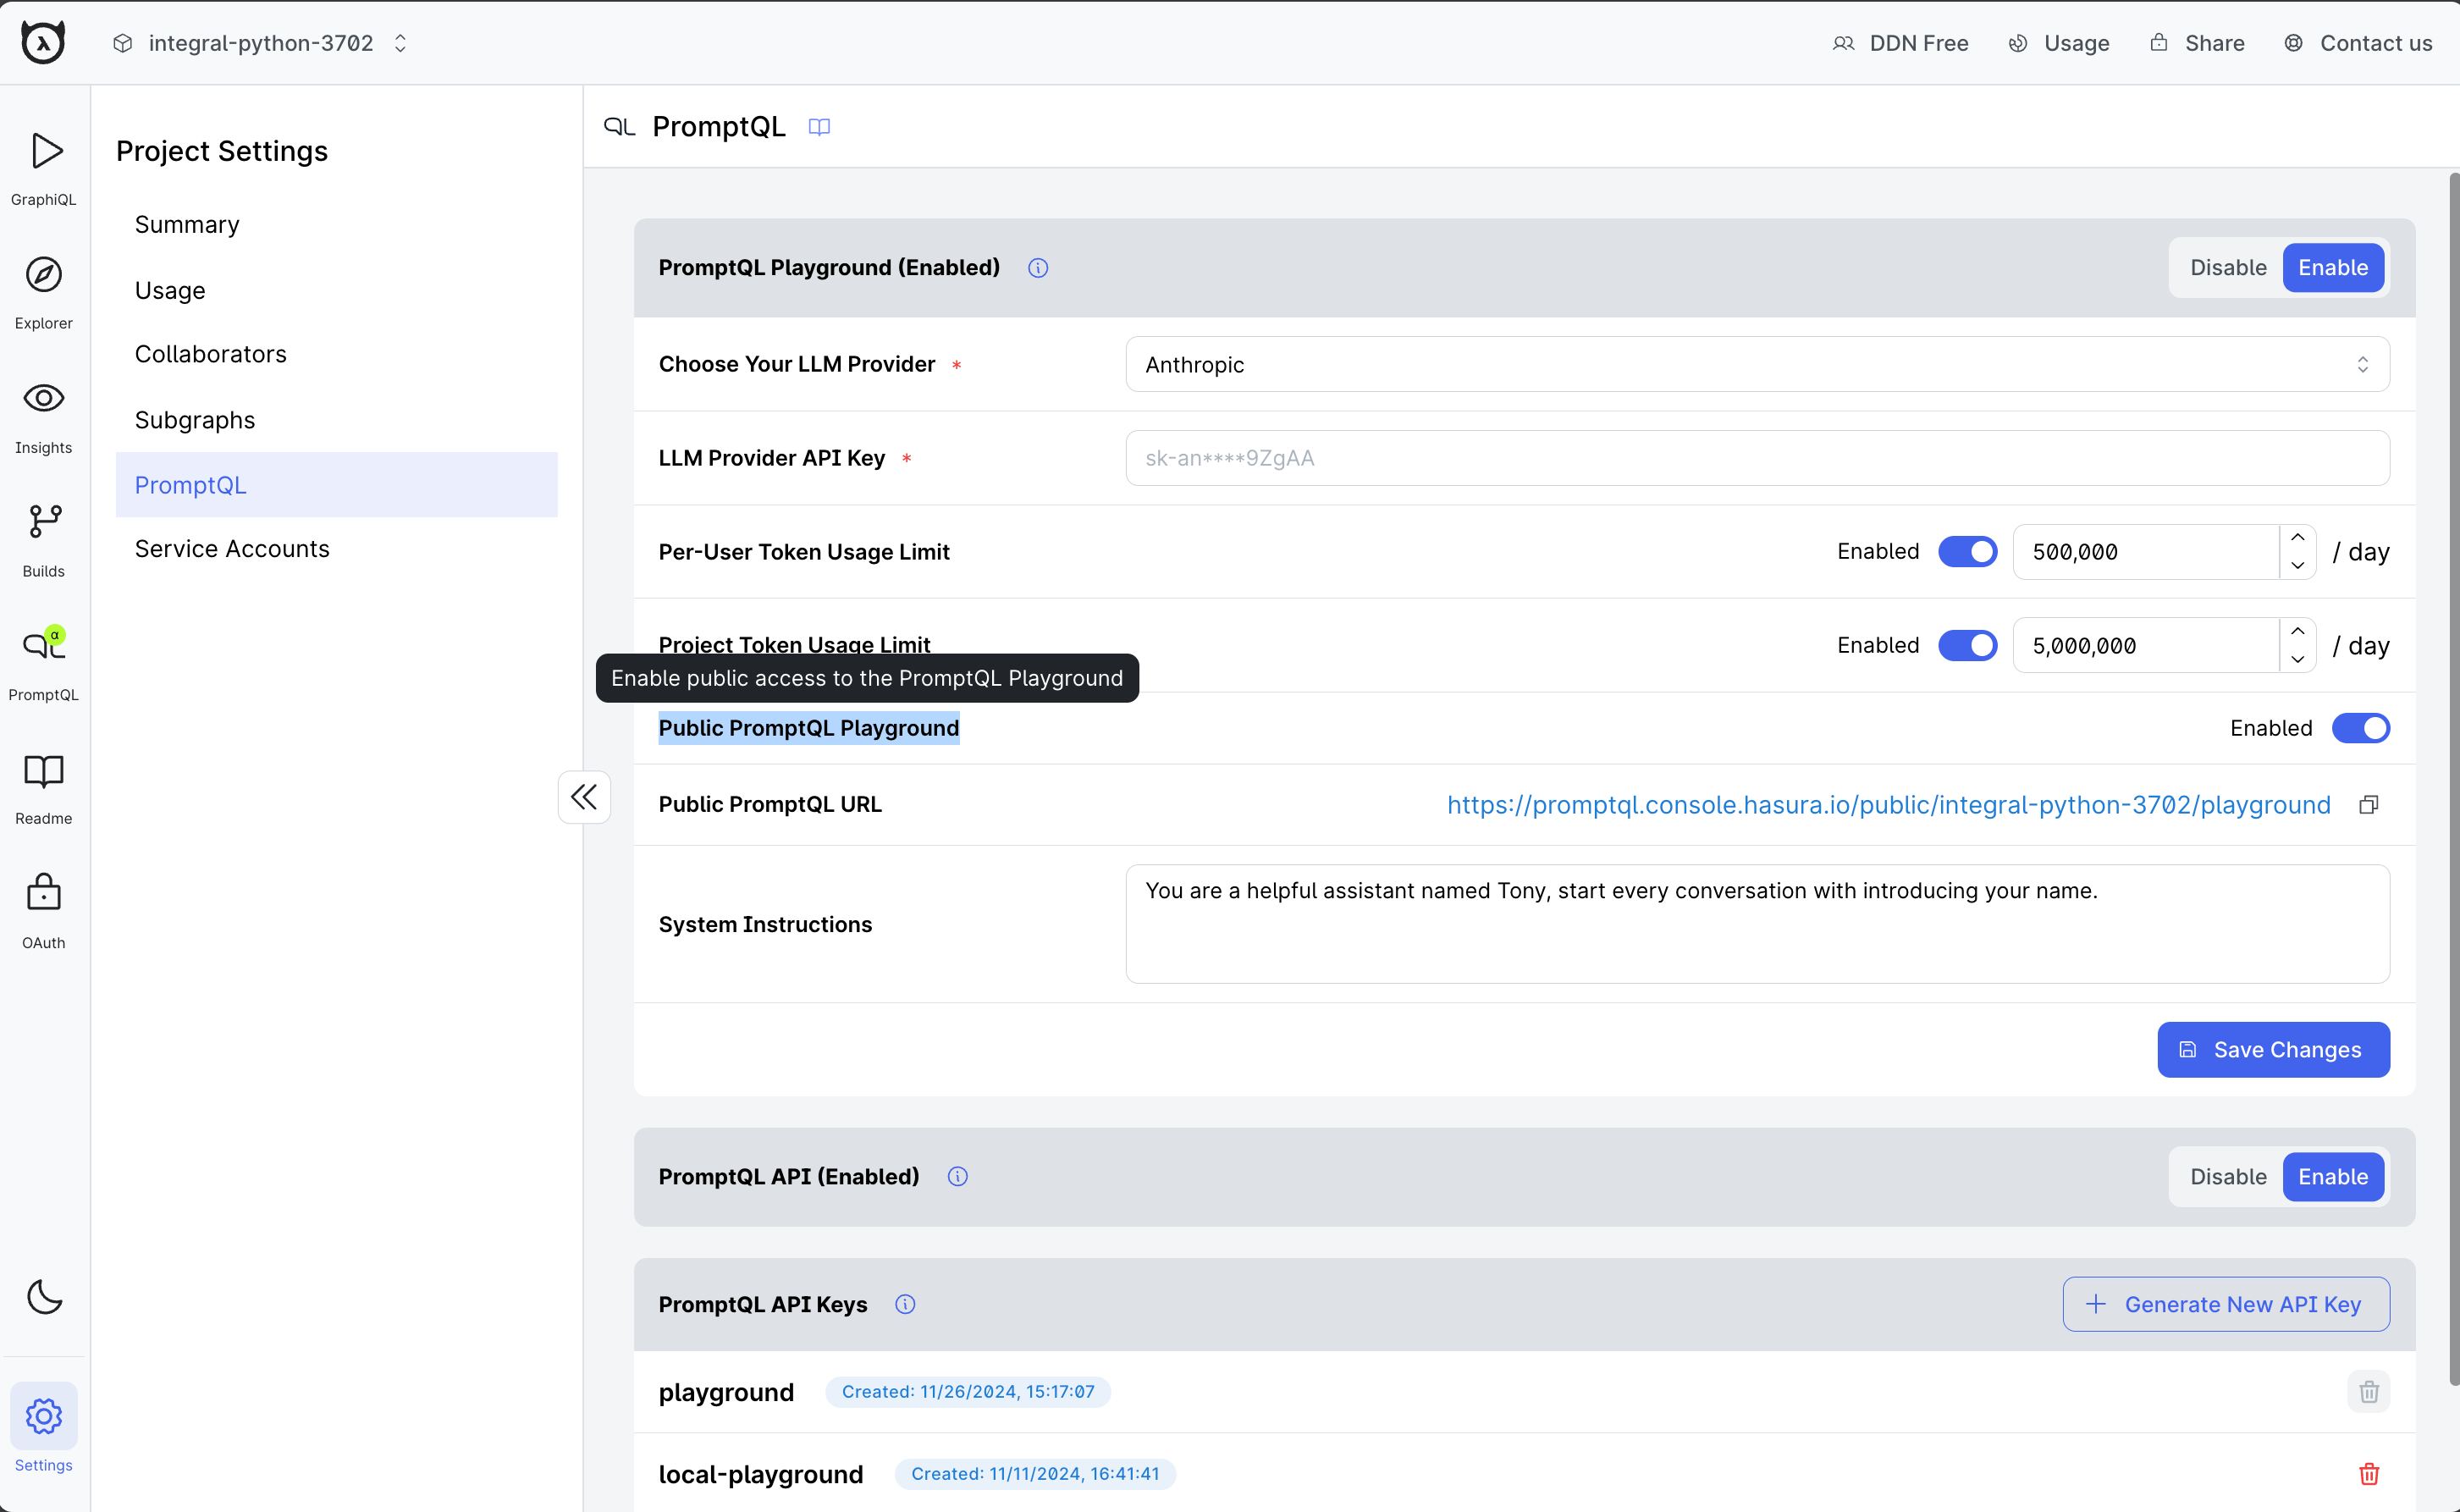 integral-python-3702
DDN Free
Usage
Share
Contact us
GraphiQL
Explorer
Insights
Builds
α
PromptQL
Readme
OAuth
Settings
Project Settings
Summary
Usage
Collaborators
Subgraphs
PromptQL
Service Accounts
PromptQL
PromptQL Playground (Enabled)
Disable Enable
Choose Your LLM Provider *
Anthropic
LLM Provider API Key *
sk-an****9ZgAA
Per-User Token Usage Limit
Enabled 500,000 / day
Project Token Usage Limit
Enabled 5,000,000 / day
Enable public access to the PromptQL Playground
Public PromptQL Playground
Enabled
Public PromptQL URL
https://promptql.console.hasura.io/public/integral-python-3702/playground
System Instructions
You are a helpful assistant named Tony, start every conversation with introducing your name.
Save Changes
PromptQL API (Enabled)
Disable Enable
PromptQL API Keys
Generate New API Key
playground Created: 11/26/2024, 15:17:07
local-playground Created: 11/11/2024, 16:41:41